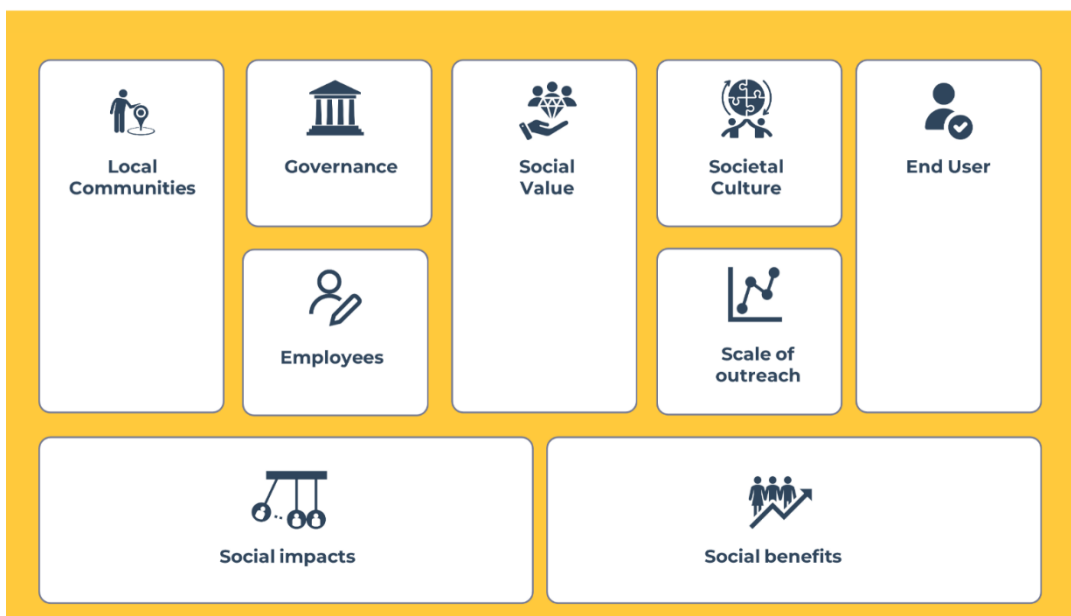 Local
Communities
Governance
Employees
Social
Value
Societal
Culture
Scale of
outreach
End User
Social impacts
Social benefits